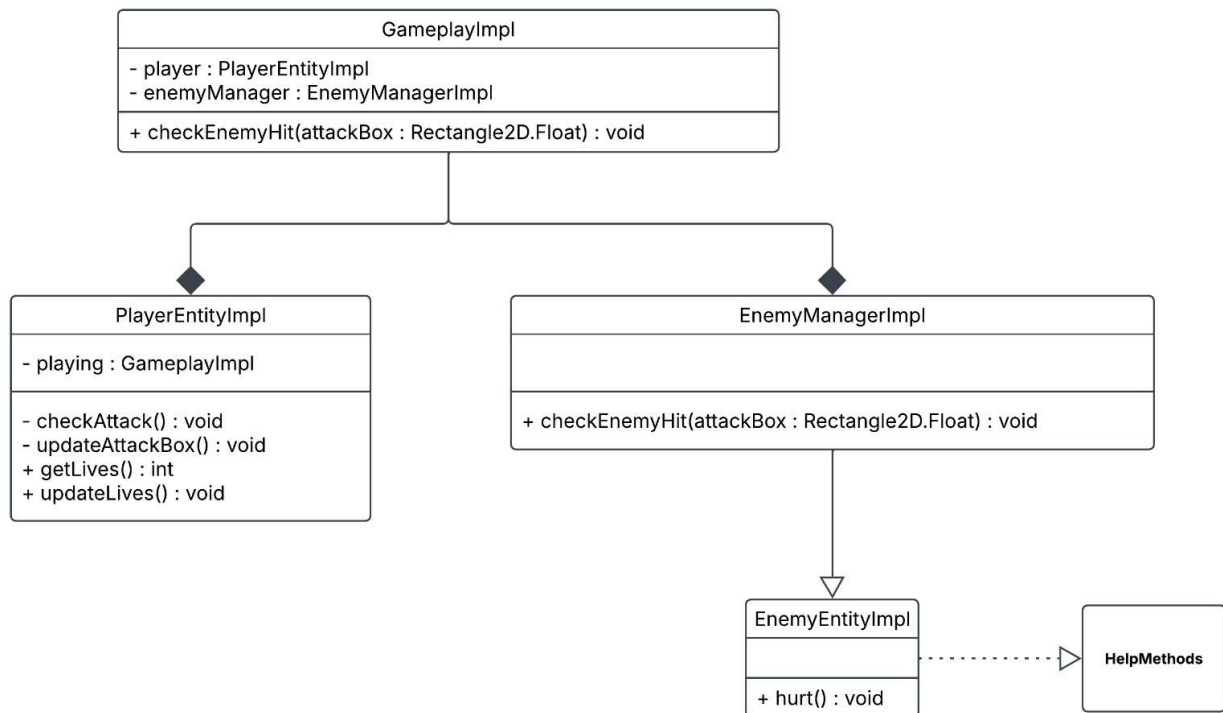 GameplayImpl
- player : PlayerEntityImpl
- enemyManager : EnemyManagerImpl
+ checkEnemyHit(attackBox : Rectangle2D.Float) : void
PlayerEntityImpl
- playing : GameplayImpl
- checkAttack() : void
- updateAttackBox() : void
+ getLives() : int
+ updateLives() : void
EnemyManagerImpl
+ checkEnemyHit(attackBox : Rectangle2D.Float) : void
EnemyEntityImpl
+ hurt() : void
HelpMethods